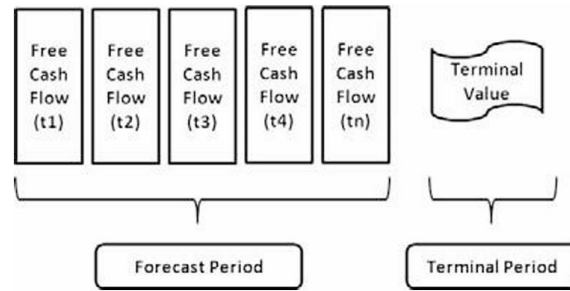 Free
Cash
Flow
(t1)
Free
Cash
Flow
(t2)
Free
Cash
Flow
(t3)
Free
Cash
Flow
(t4)
Free
Cash
Flow
(tn)
Terminal
Value
Forecast Period
Terminal Period